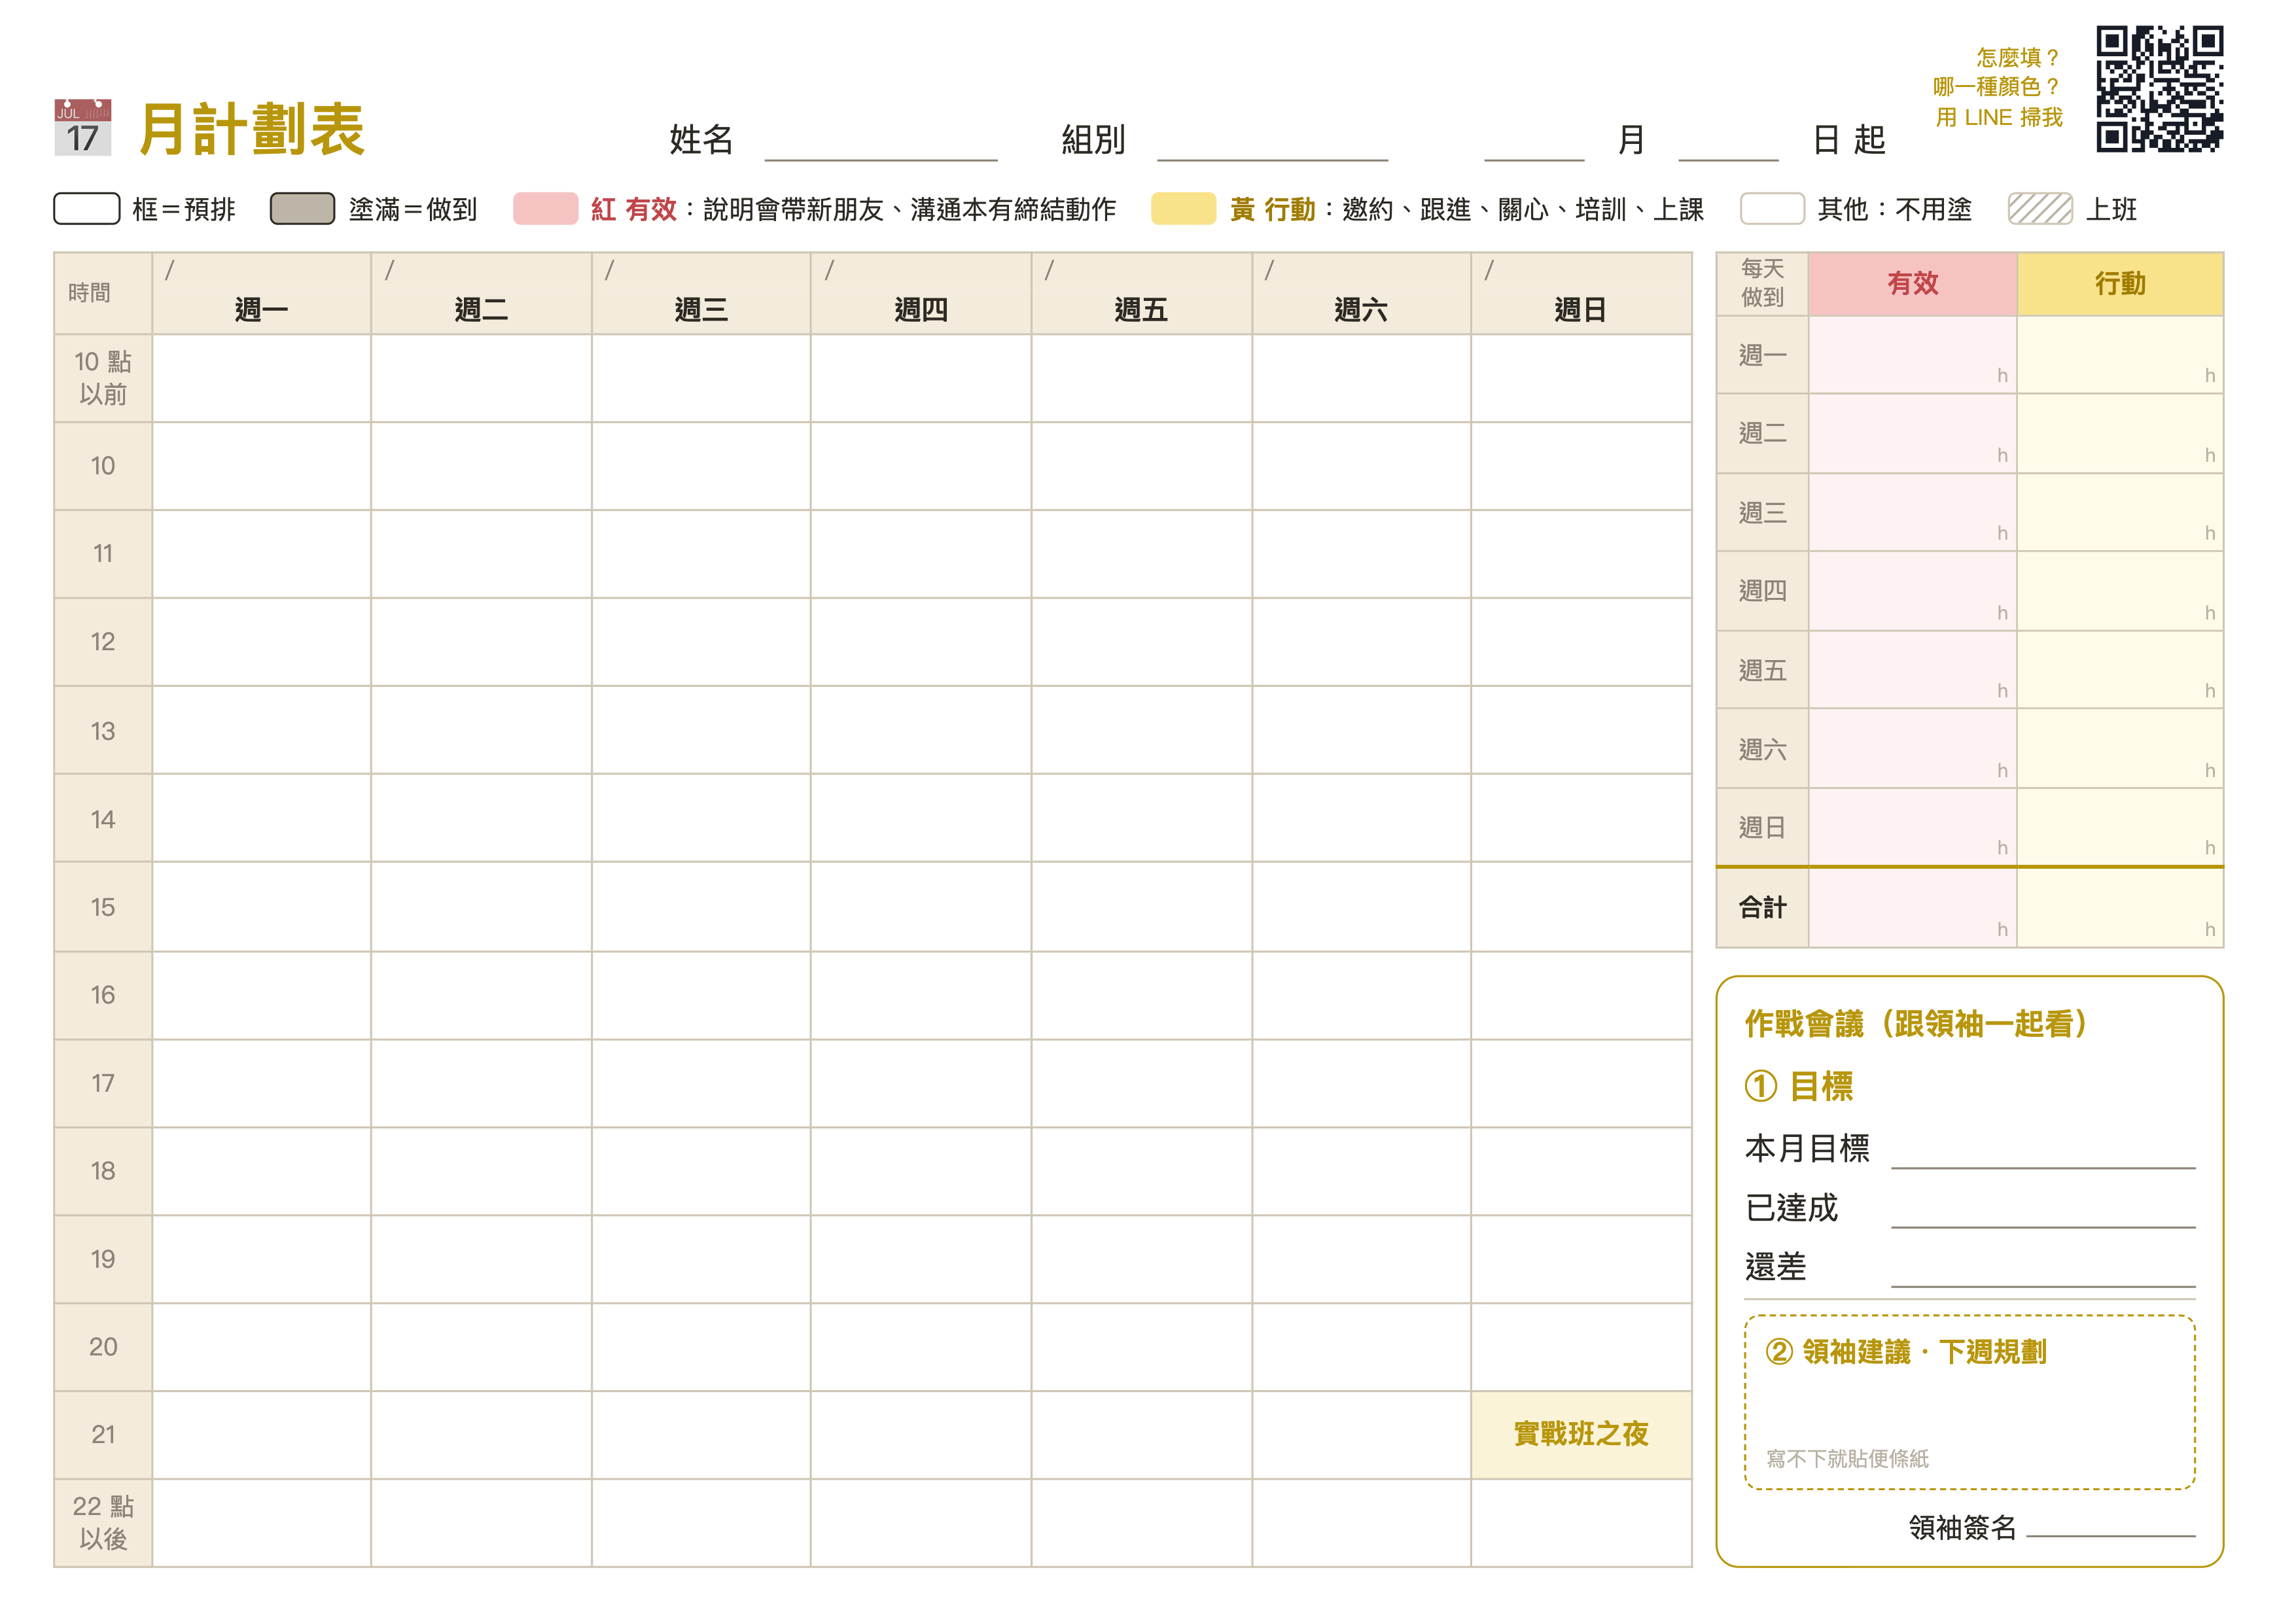 怎麼填？
哪一種顏色？
用 LINE 掃我
JUL
17
月計劃表
姓名
組別
月
日 起
框＝預排
塗滿＝做到
紅 有效：說明會帶新朋友、溝通本有締結動作
黃 行動：邀約、跟進、關心、培訓、上課
其他：不用塗
上班
時間
/ / / / / / /
週一 週二 週三 週四 週五 週六 週日
10 點
以前
10
11
12
13
14
15
16
17
18
19
20
21 實戰班之夜
22 點
以後
每天
做到
有效 行動
週一 h h
週二 h h
週三 h h
週四 h h
週五 h h
週六 h h
週日 h h
合計 h h
作戰會議（跟領袖一起看）
① 目標
本月目標
已達成
還差
② 領袖建議・下週規劃
寫不下就貼便條紙
領袖簽名